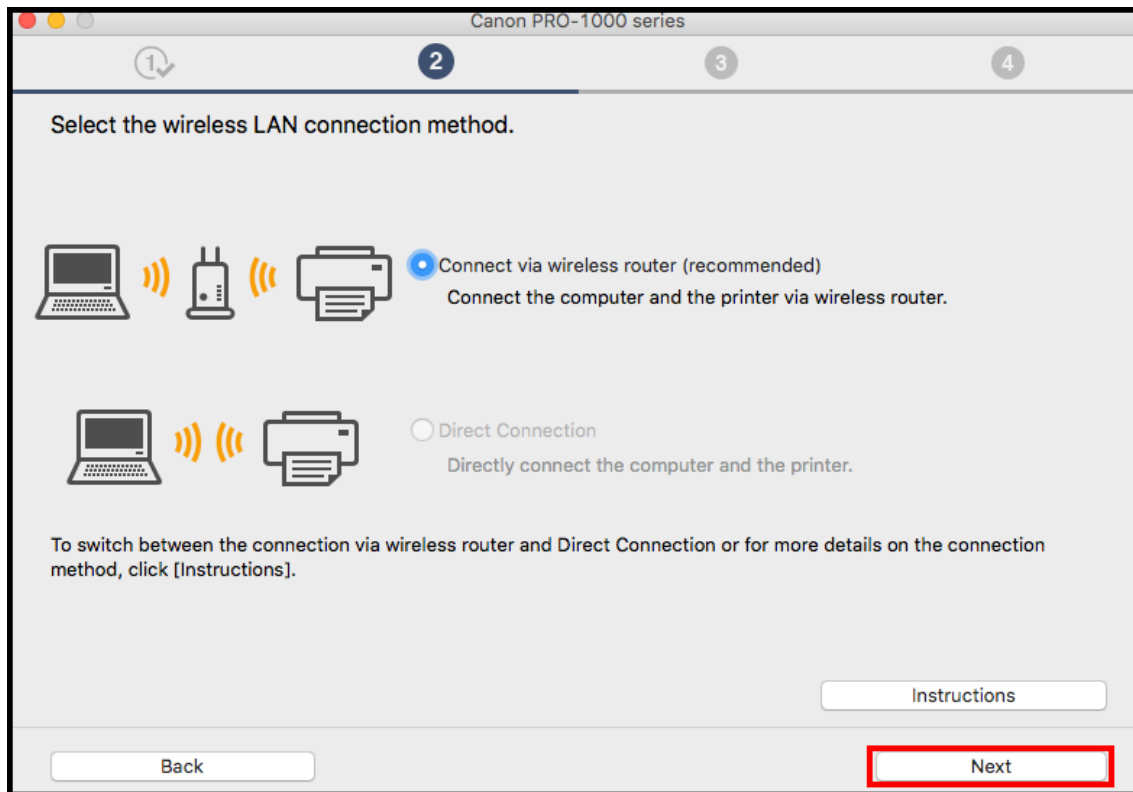 Canon PRO-1000 series
1 2 3 4
Select the wireless LAN connection method.
Connect via wireless router (recommended)
Connect the computer and the printer via wireless router.
Direct Connection
Directly connect the computer and the printer.
To switch between the connection via wireless router and Direct Connection or for more details on the connection
method, click [Instructions].
Instructions
Back Next